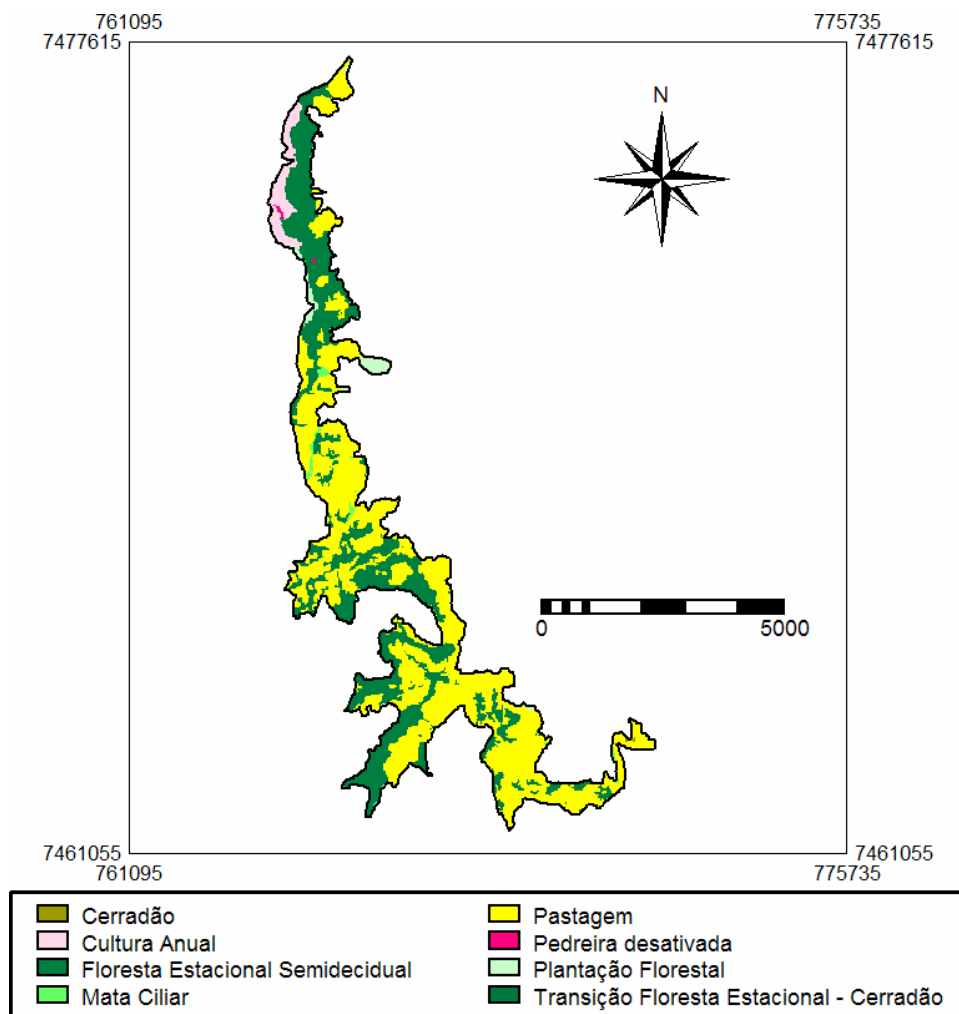 761095 775735
7477615 7477615
N
0 5000
7461055 7461055
761095 775735
Cerradão
Cultura Anual
Floresta Estacional Semidecidual
Mata Ciliar
Pastagem
Pedreira desativada
Plantação Florestal
Transição Floresta Estacional - Cerradão